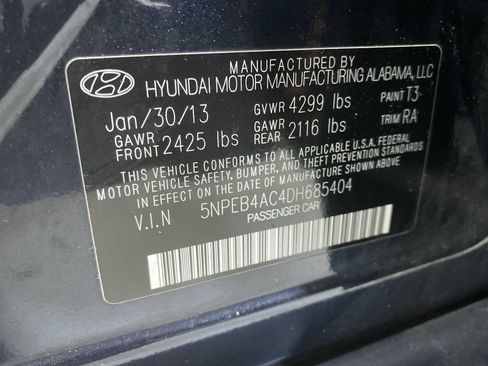 MANUFACTURED BY
HYUNDAI MOTOR MANUFACTURING ALABAMA, LLC
Jan/30/13 GVWR 4299 lbs PAINT T3
GAWR FRONT 2425 lbs GAWR REAR 2116 lbs TRIM RA
THIS VEHICLE CONFORMS TO ALL APPLICABLE U.S.A. FEDERAL
MOTOR VEHICLE SAFETY, BUMPER, AND THEFT PREVENTION STANDARDS
IN EFFECT ON THE DATE OF MANUFACTURE SHOWN ABOVE.
V.I.N 5NPEB4AC4DH685404
PASSENGER CAR